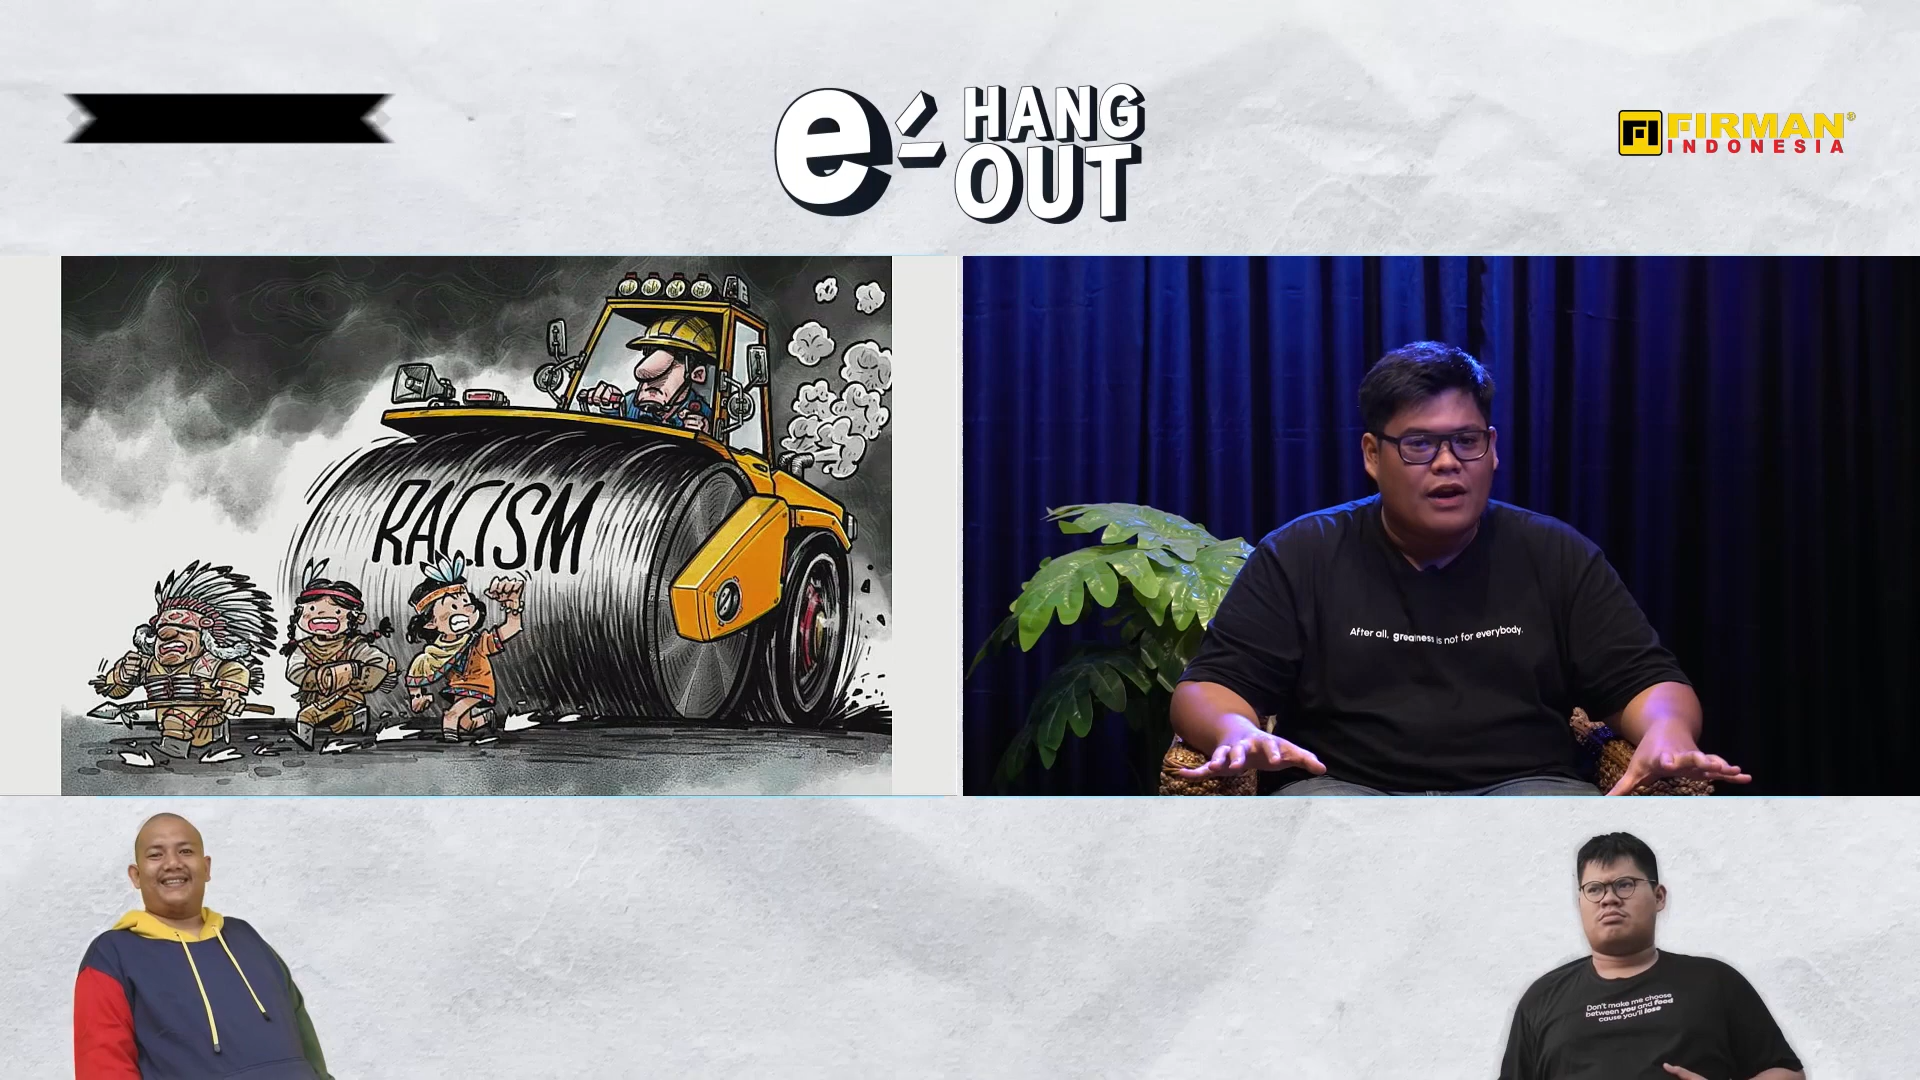 e-HANG
OUT
FI FIRMAN®
INDONESIA
RACISM
After all, greatness is not for everybody.
Don't make me choose
between you and food
cause you'll lose